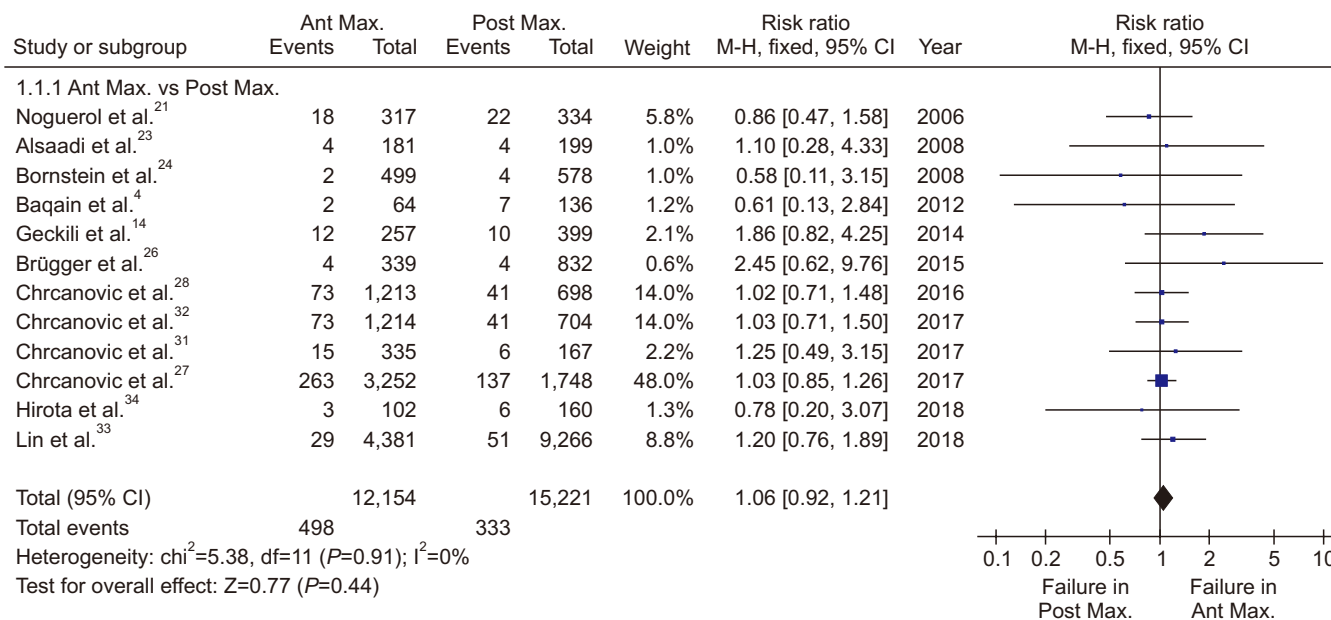 Ant Max. Post Max. Risk ratio Risk ratio
Study or subgroup Events Total Events Total Weight M-H, fixed, 95% CI Year M-H, fixed, 95% CI
1.1.1 Ant Max. vs Post Max.
Noguerol et al.21 18 317 22 334 5.8% 0.86 [0.47, 1.58] 2006
Alsaadi et al.23 4 181 4 199 1.0% 1.10 [0.28, 4.33] 2008
Bornstein et al.24 2 499 4 578 1.0% 0.58 [0.11, 3.15] 2008
Baqain et al.4 2 64 7 136 1.2% 0.61 [0.13, 2.84] 2012
Geckili et al.14 12 257 10 399 2.1% 1.86 [0.82, 4.25] 2014
Brügger et al.26 4 339 4 832 0.6% 2.45 [0.62, 9.76] 2015
Chrcanovic et al.28 73 1,213 41 698 14.0% 1.02 [0.71, 1.48] 2016
Chrcanovic et al.32 73 1,214 41 704 14.0% 1.03 [0.71, 1.50] 2017
Chrcanovic et al.31 15 335 6 167 2.2% 1.25 [0.49, 3.15] 2017
Chrcanovic et al.27 263 3,252 137 1,748 48.0% 1.03 [0.85, 1.26] 2017
Hirota et al.34 3 102 6 160 1.3% 0.78 [0.20, 3.07] 2018
Lin et al.33 29 4,381 51 9,266 8.8% 1.20 [0.76, 1.89] 2018
Total (95% CI) 12,154 15,221 100.0% 1.06 [0.92, 1.21]
Total events 498 333
Heterogeneity: chi2=5.38, df=11 (P=0.91); I2=0%
Test for overall effect: Z=0.77 (P=0.44)
0.1 0.2 0.5 1 2 5 10
Failure in Failure in
Post Max. Ant Max.